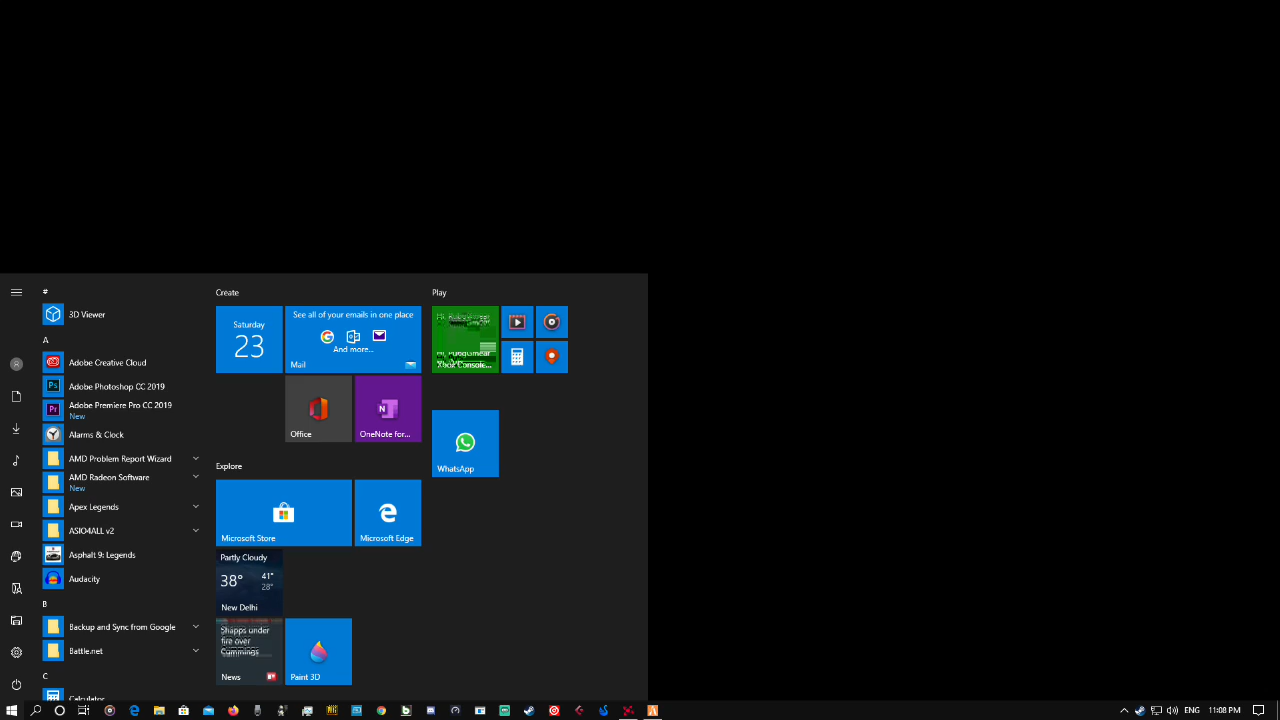 #
3D Viewer
A
Adobe Creative Cloud
Adobe Photoshop CC 2019
Adobe Premiere Pro CC 2019
New
Alarms & Clock
AMD Problem Report Wizard
AMD Radeon Software
New
Apex Legends
ASIO4ALL v2
Asphalt 9: Legends
Audacity
B
Backup and Sync from Google
Battle.net
C
Calculator
Create
Saturday
23
See all of your emails in one place
And more...
Mail
Office
OneNote for...
Explore
Microsoft Store
Microsoft Edge
Partly Cloudy
38° 41°
28°
New Delhi
Shapps under
fire over
Cummings
News
Paint 3D
Play
Xbox Console...
WhatsApp
ENG 11:08 PM